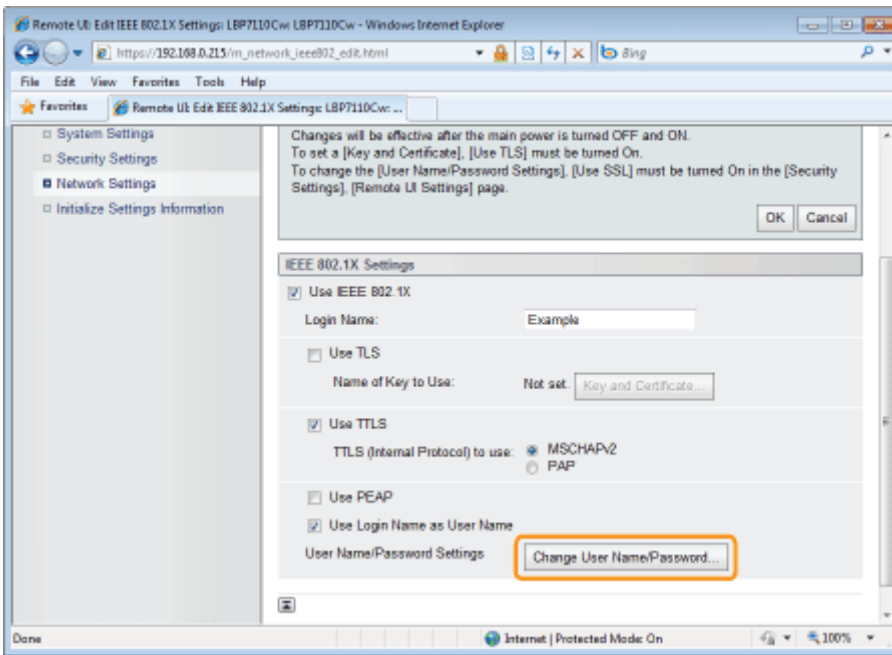 Remote UI: Edit IEEE 802.1X Settings: LBP7110Cw: LBP7110Cw - Windows Internet Explorer
https://192.168.0.215/m_network_ieee802_edit.html
Bing
File Edit View Favorites Tools Help
Favorites Remote UI: Edit IEEE 802.1X Settings: LBP7110Cw: ...
System Settings
Security Settings
Network Settings
Initialize Settings Information
Changes will be effective after the main power is turned OFF and ON.
To set a [Key and Certificate], [Use TLS] must be turned On.
To change the [User Name/Password Settings], [Use SSL] must be turned On in the [Security
Settings], [Remote UI Settings] page.
OK Cancel
IEEE 802.1X Settings
Use IEEE 802.1X
Login Name: Example
Use TLS
Name of Key to Use: Not set. Key and Certificate...
Use TTLS
TTLS (Internal Protocol) to use: MSCHAPv2
PAP
Use PEAP
Use Login Name as User Name
User Name/Password Settings Change User Name/Password...
Done Internet | Protected Mode: On 100%